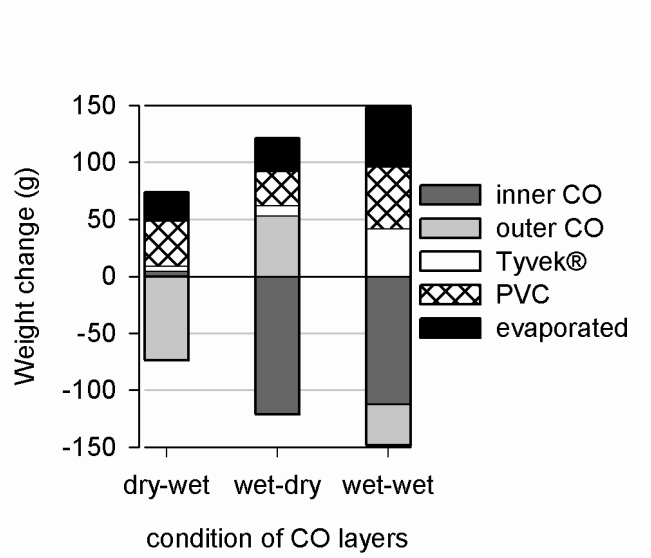 150
100
50
0
-50
-100
-150
Weight change (g)
dry-wet wet-dry wet-wet
condition of CO layers
inner CO
outer CO
Tyvek®
PVC
evaporated